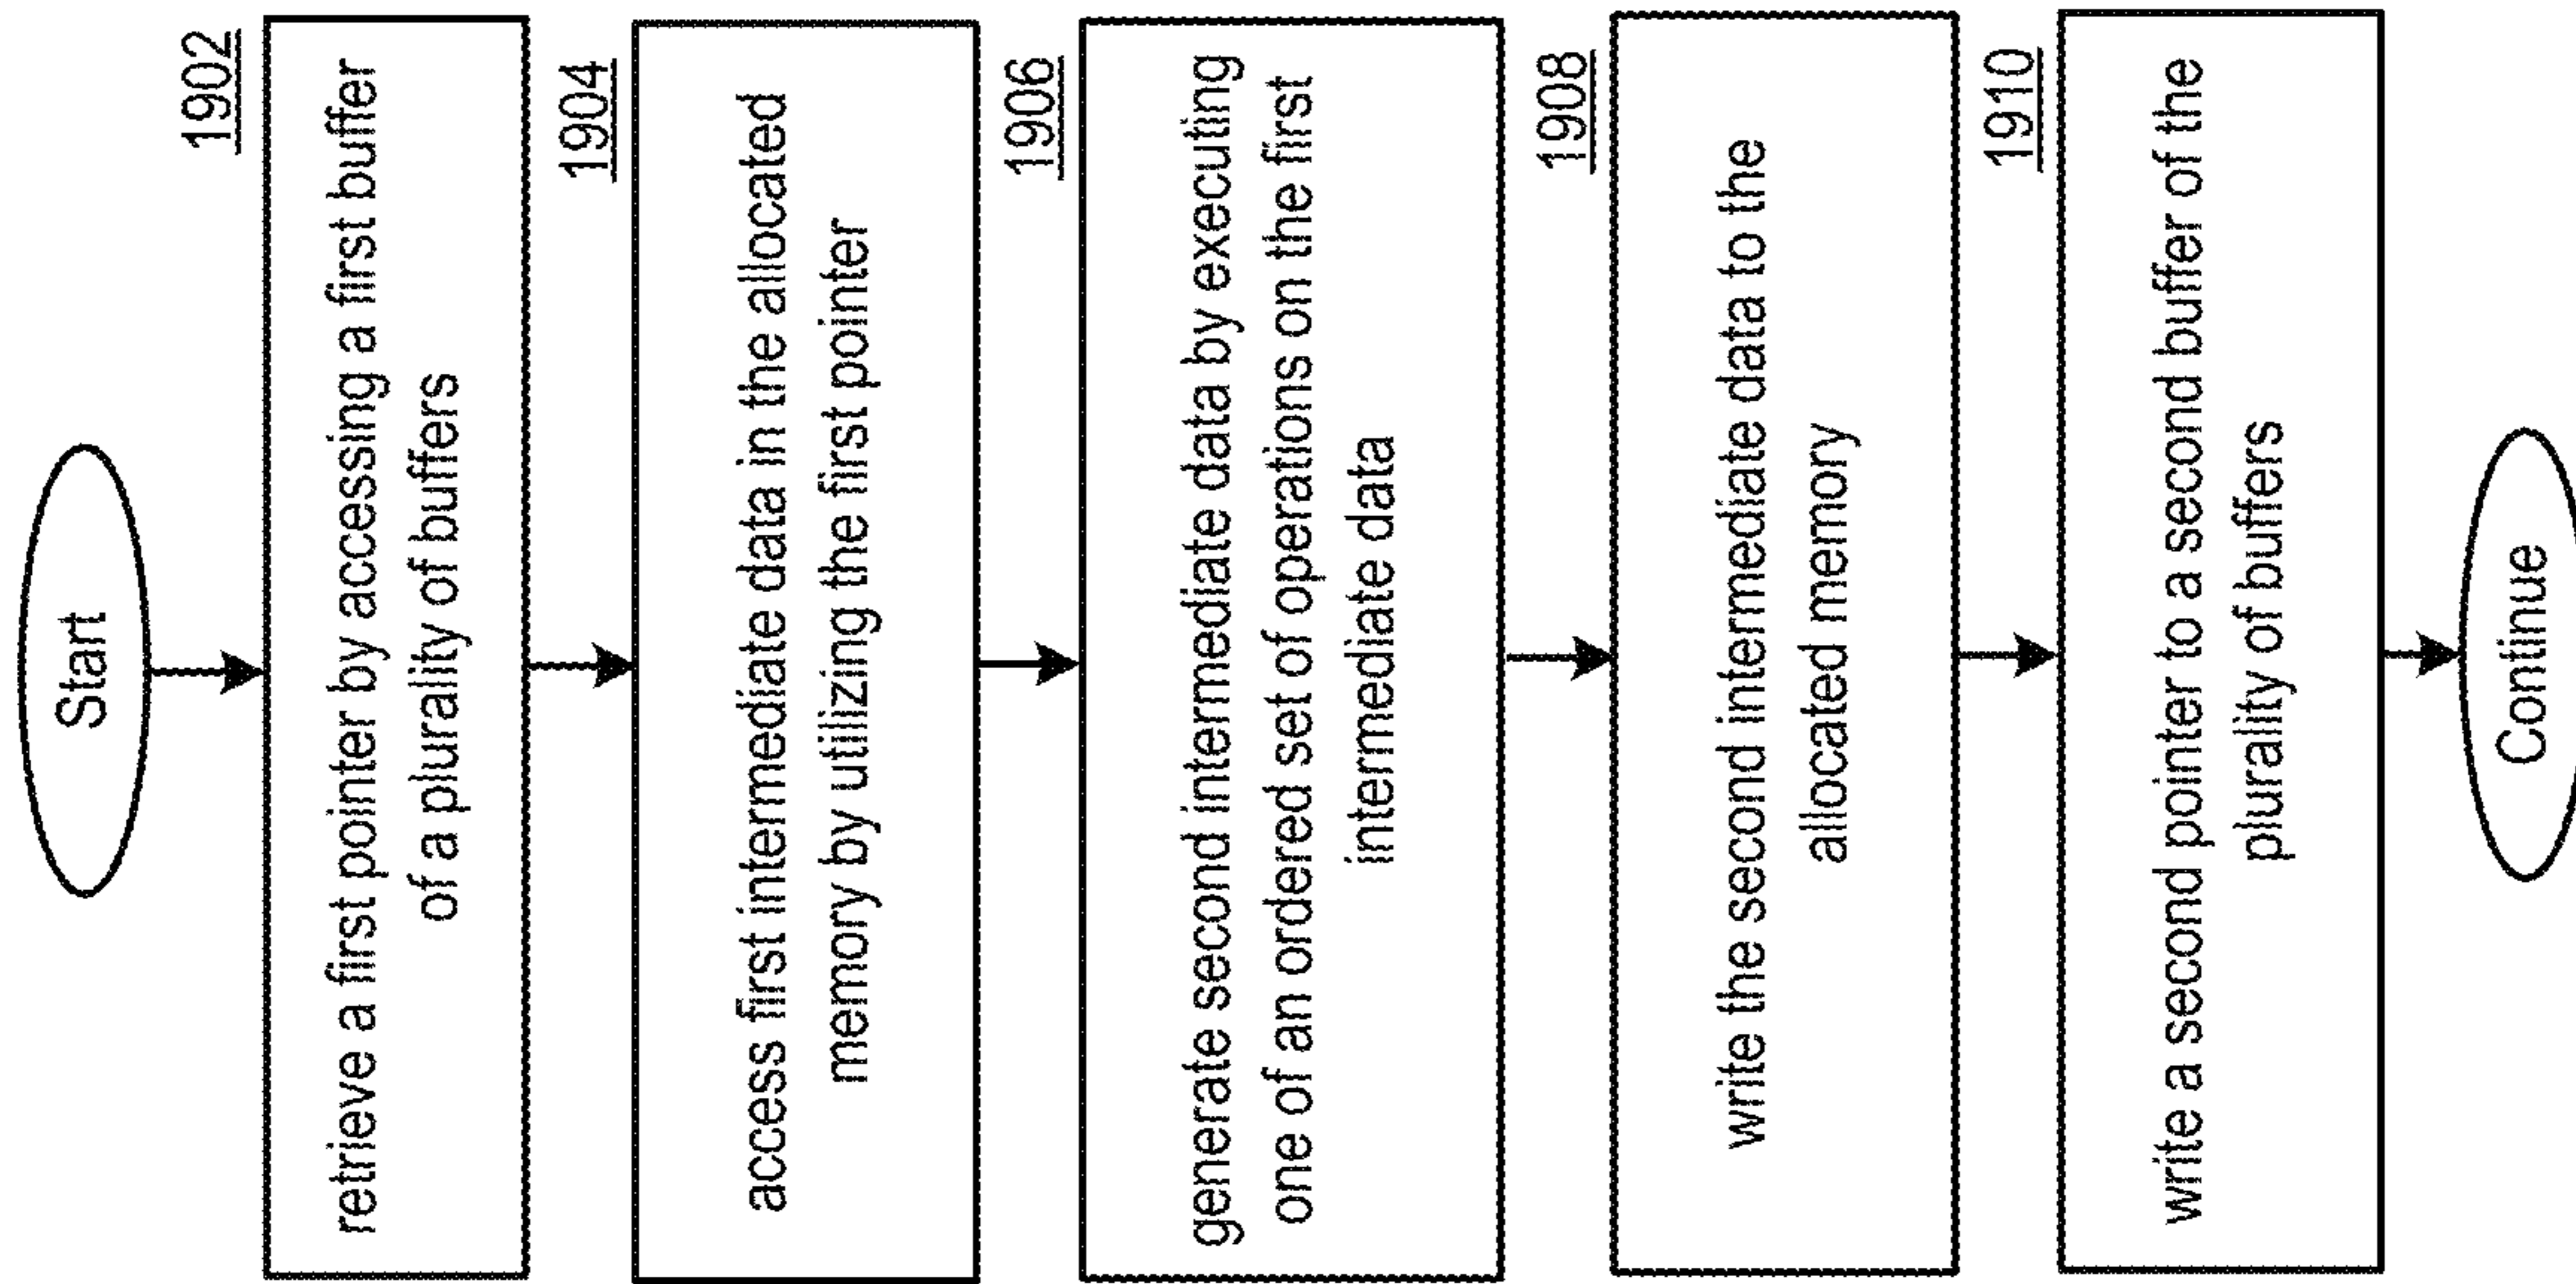 Start
1902
retrieve a first pointer by accessing a first buffer
of a plurality of buffers
1904
access first intermediate data in the allocated
memory by utilizing the first pointer
1906
generate second intermediate data by executing
one of an ordered set of operations on the first
intermediate data
1908
write the second intermediate data to the
allocated memory
1910
write a second pointer to a second buffer of the
plurality of buffers
Continue